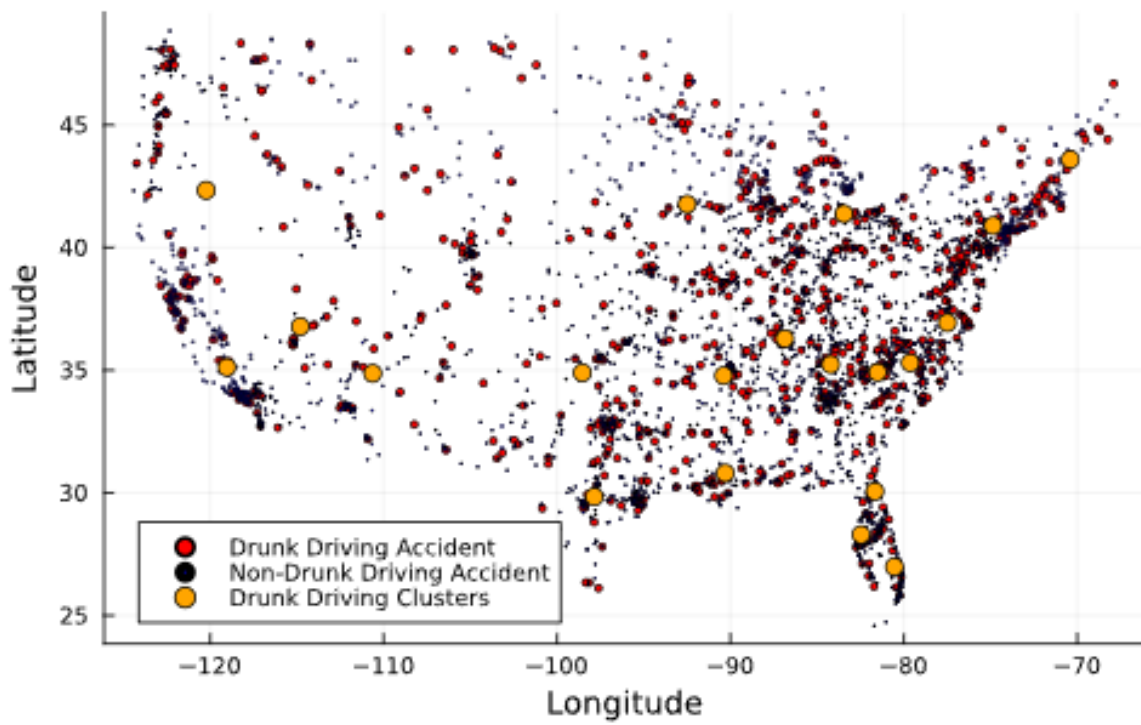 45
40
35
30
25
Latitude
Drunk Driving Accident
Non-Drunk Driving Accident
Drunk Driving Clusters
−120 −110 −100 −90 −80 −70
Longitude